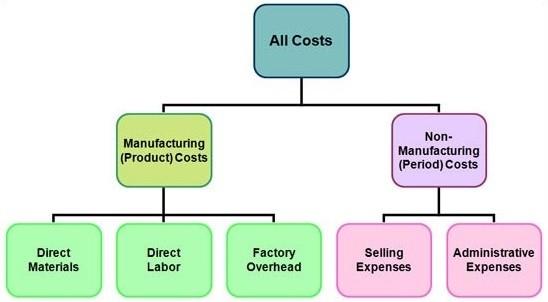 All Costs
Manufacturing
(Product) Costs
Non-
Manufacturing
(Period) Costs
Direct
Materials
Direct
Labor
Factory
Overhead
Selling
Expenses
Administrative
Expenses